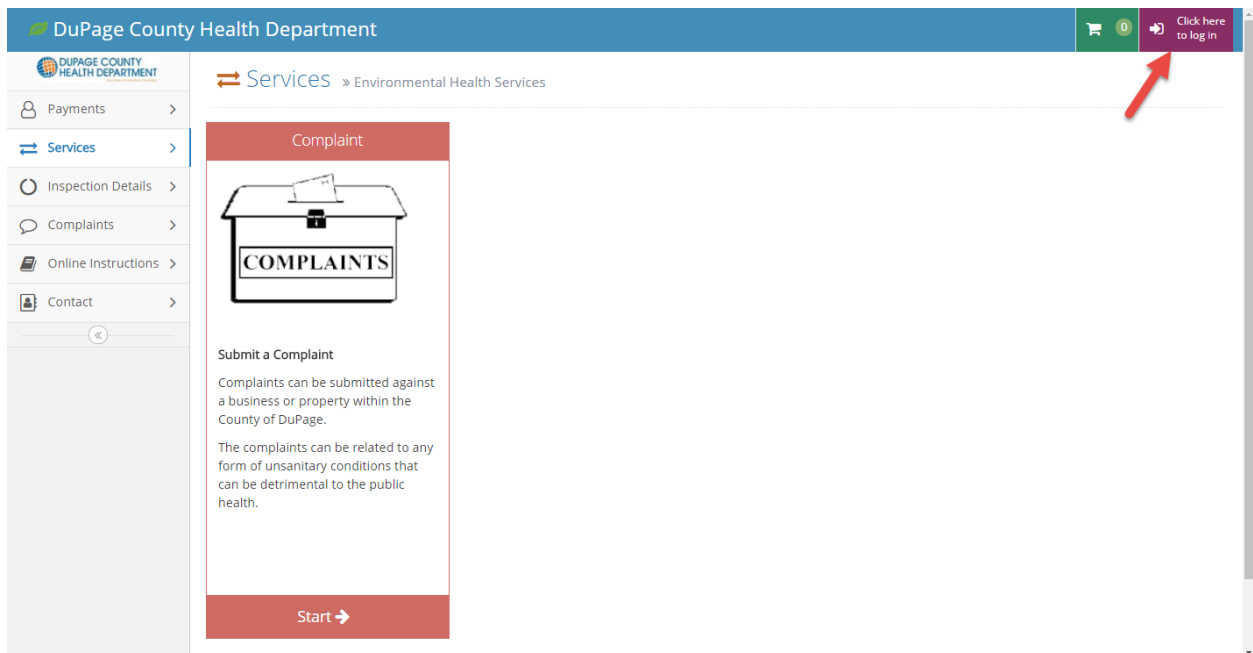 DuPage County Health Department
0
Click here
to log in
DUPAGE COUNTY
HEALTH DEPARTMENT
Services » Environmental Health Services
Payments
Services
Inspection Details
Complaints
Online Instructions
Contact
Complaint
COMPLAINTS
Submit a Complaint
Complaints can be submitted against
a business or property within the
County of DuPage.
The complaints can be related to any
form of unsanitary conditions that
can be detrimental to the public
health.
Start